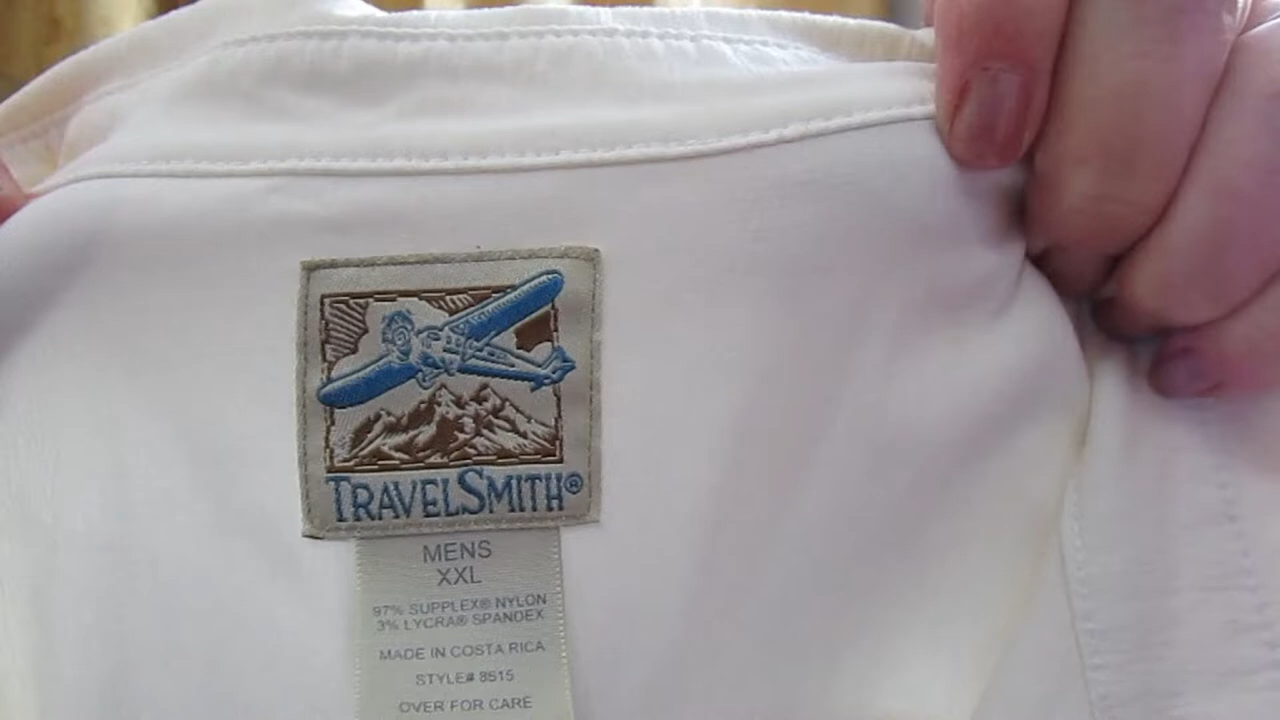 TRAVELSMITH®
MENS
XXL
97% SUPPLEX® NYLON
3% LYCRA® SPANDEX
MADE IN COSTA RICA
STYLE# 8515
OVER FOR CARE